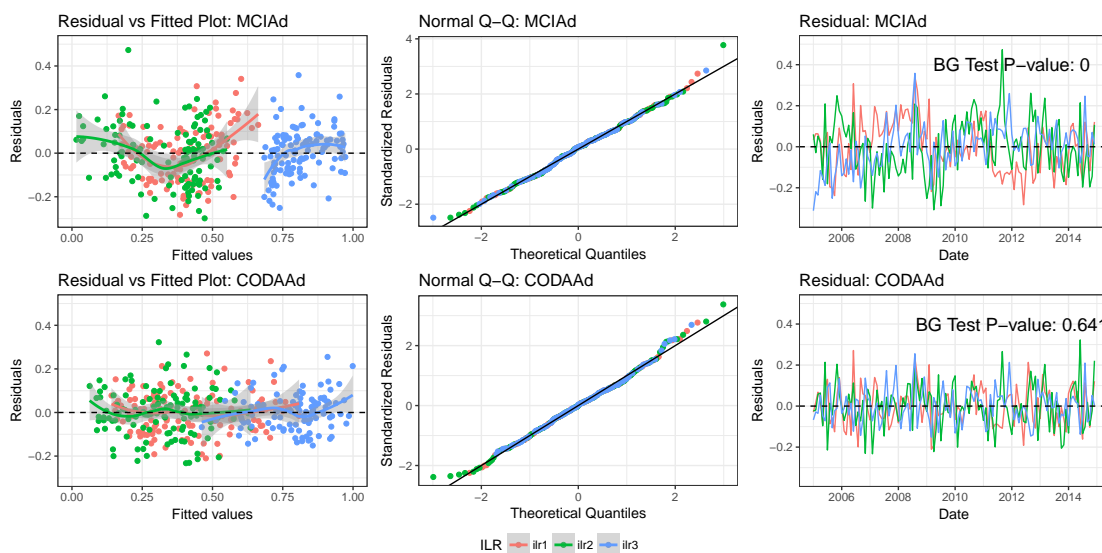 Residual vs Fitted Plot: MCIAd
Normal Q−Q: MCIAd
Residual: MCIAd
Residuals
0.4
0.2
0.0
−0.2
0.00
0.25
0.50
0.75
1.00
Fitted values
Standardized Residuals
4
2
0
−2
−2
0
2
Theoretical Quantiles
Residuals
0.4
0.2
0.0
−0.2
BG Test P−value: 0
2006
2008
2010
2012
2014
Date
Residual vs Fitted Plot: CODAAd
Normal Q−Q: CODAAd
Residual: CODAAd
Residuals
0.4
0.2
0.0
−0.2
0.00
0.25
0.50
0.75
1.00
Fitted values
Standardized Residuals
2
0
−2
−2
0
2
Theoretical Quantiles
Residuals
0.4
0.2
0.0
−0.2
BG Test P−value: 0.641
2006
2008
2010
2012
2014
Date
ILR ilr1 ilr2 ilr3